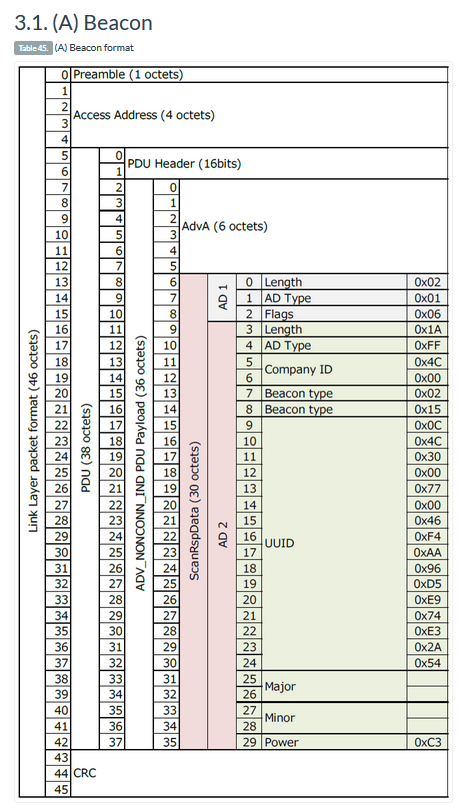 3.1. (A) Beacon
Table 45. (A) Beacon format
Link Layer packet format (46 octets)
0 Preamble (1 octets)
1
2 Access Address (4 octets)
3
4
PDU (38 octets)
5 0 PDU Header (16bits)
6 1
ADV_NONCONN_IND PDU Payload (36 octets)
7 2 0
8 3 1
9 4 2 AdvA (6 octets)
10 5 3
11 6 4
12 7 5
ScanRspData (30 octets)
AD 1
13 8 6 0 Length 0x02
14 9 7 1 AD Type 0x01
15 10 8 2 Flags 0x06
AD 2
16 11 9 3 Length 0x1A
17 12 10 4 AD Type 0xFF
18 13 11 5 Company ID 0x4C
19 14 12 6 0x00
20 15 13 7 Beacon type 0x02
21 16 14 8 Beacon type 0x15
22 17 15 9 0x0C
23 18 16 10 0x4C
24 19 17 11 0x30
25 20 18 12 0x00
26 21 19 13 0x77
27 22 20 14 0x00
28 23 21 15 0x46
29 24 22 16 UUID 0xF4
30 25 23 17 0xAA
31 26 24 18 0x96
32 27 25 19 0xD5
33 28 26 20 0xE9
34 29 27 21 0x74
35 30 28 22 0xE3
36 31 29 23 0x2A
37 32 30 24 0x54
38 33 31 25 Major
39 34 32 26
40 35 33 27 Minor
41 36 34 28
42 37 35 29 Power 0xC3
43
44 CRC
45